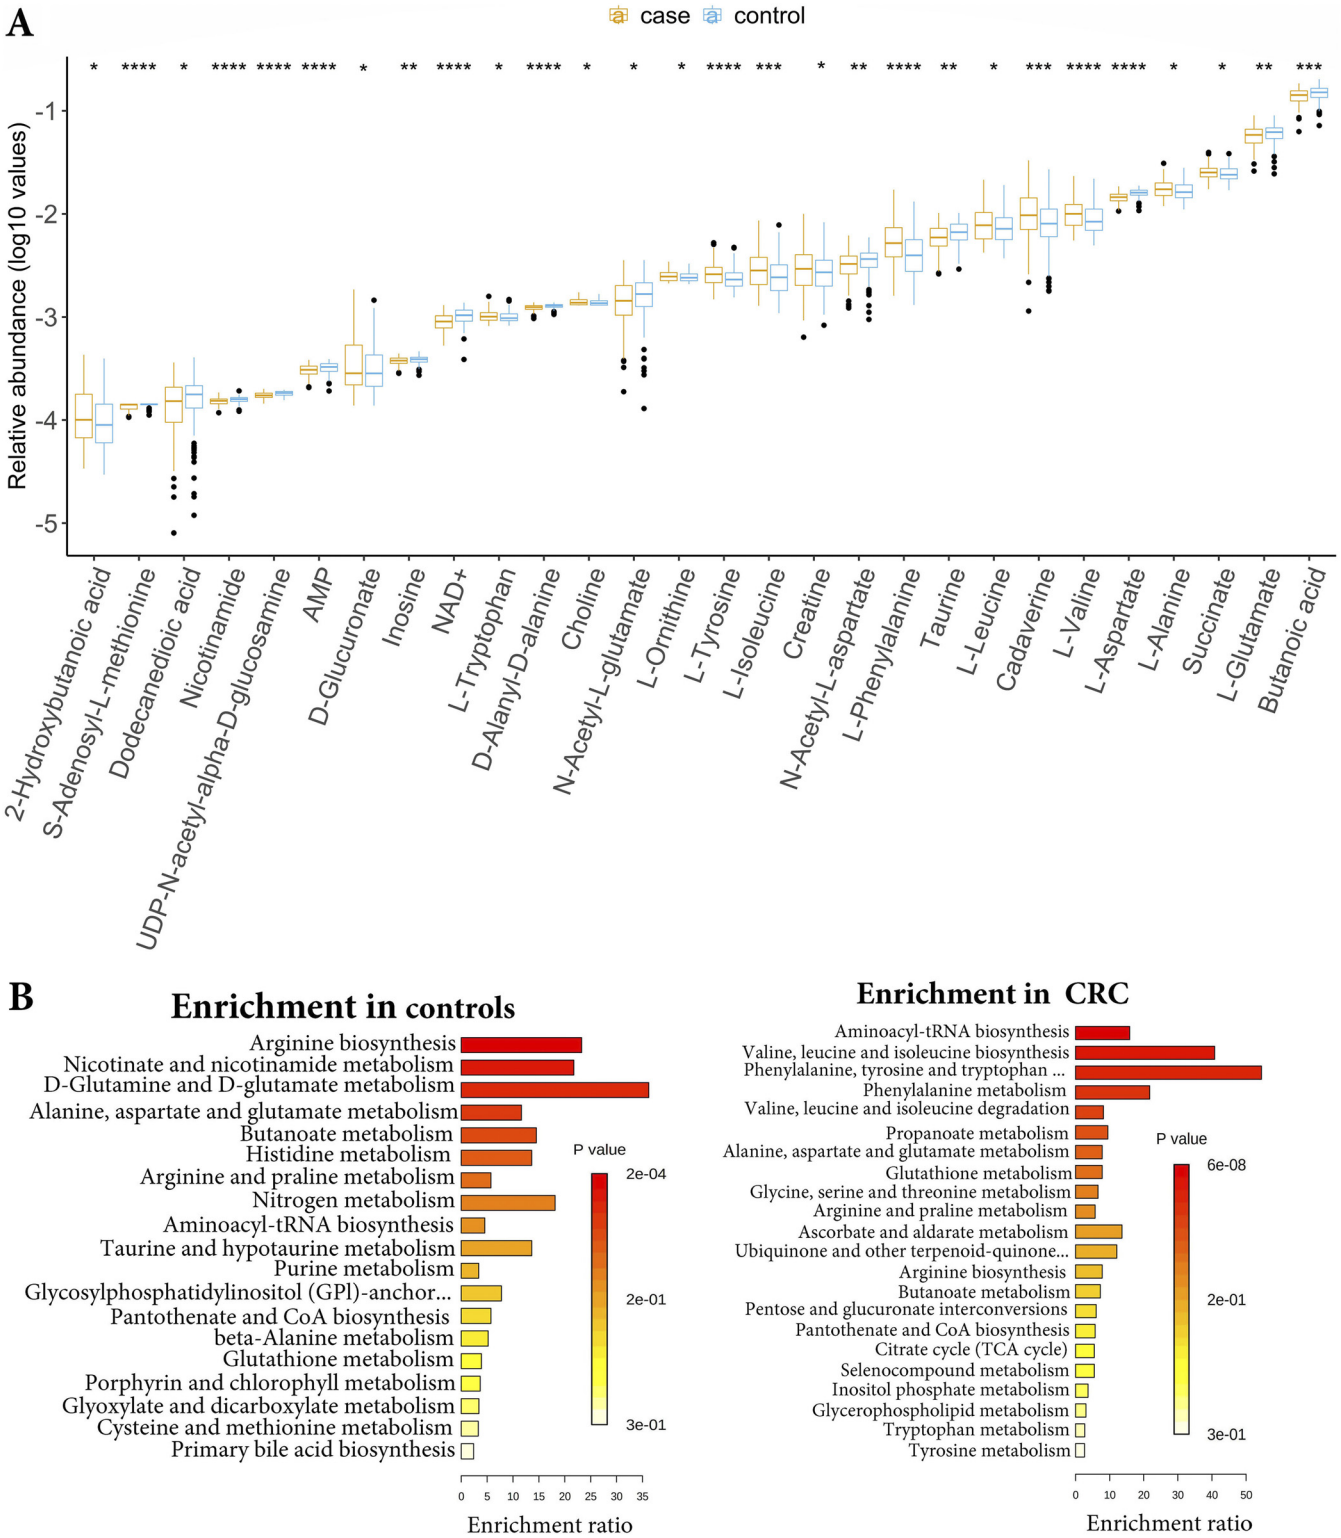 A
a case a control
* **** * **** **** **** * ** **** * **** * * * **** *** * ** **** ** * *** **** **** * * ** ***
Relative abundance (log10 values)
-1
-2
-3
-4
-5
2-Hydroxybutanoic acid
S-Adenosyl-L-methionine
Dodecanedioic acid
Nicotinamide
UDP-N-acetyl-alpha-D-glucosamine
AMP
D-Glucuronate
Inosine
NAD+
L-Tryptophan
D-Alanyl-D-alanine
Choline
N-Acetyl-L-glutamate
L-Ornithine
L-Tyrosine
L-Isoleucine
Creatine
N-Acetyl-L-aspartate
L-Phenylalanine
Taurine
L-Leucine
Cadaverine
L-Valine
L-Aspartate
L-Alanine
Succinate
L-Glutamate
Butanoic acid
B
Enrichment in controls
Arginine biosynthesis
Nicotinate and nicotinamide metabolism
D-Glutamine and D-glutamate metabolism
Alanine, aspartate and glutamate metabolism
Butanoate metabolism
Histidine metabolism
Arginine and praline metabolism
Nitrogen metabolism
Aminoacyl-tRNA biosynthesis
Taurine and hypotaurine metabolism
Purine metabolism
Glycosylphosphatidylinositol (GPl)-anchor...
Pantothenate and CoA biosynthesis
beta-Alanine metabolism
Glutathione metabolism
Porphyrin and chlorophyll metabolism
Glyoxylate and dicarboxylate metabolism
Cysteine and methionine metabolism
Primary bile acid biosynthesis
P value
2e-04
2e-01
3e-01
0 5 10 15 20 25 30 35
Enrichment ratio
Enrichment in CRC
Aminoacyl-tRNA biosynthesis
Valine, leucine and isoleucine biosynthesis
Phenylalanine, tyrosine and tryptophan ...
Phenylalanine metabolism
Valine, leucine and isoleucine degradation
Propanoate metabolism
Alanine, aspartate and glutamate metabolism
Glutathione metabolism
Glycine, serine and threonine metabolism
Arginine and praline metabolism
Ascorbate and aldarate metabolism
Ubiquinone and other terpenoid-quinone...
Arginine biosynthesis
Butanoate metabolism
Pentose and glucuronate interconversions
Pantothenate and CoA biosynthesis
Citrate cycle (TCA cycle)
Selenocompound metabolism
Inositol phosphate metabolism
Glycerophospholipid metabolism
Tryptophan metabolism
Tyrosine metabolism
P value
6e-08
2e-01
3e-01
0 10 20 30 40 50
Enrichment ratio